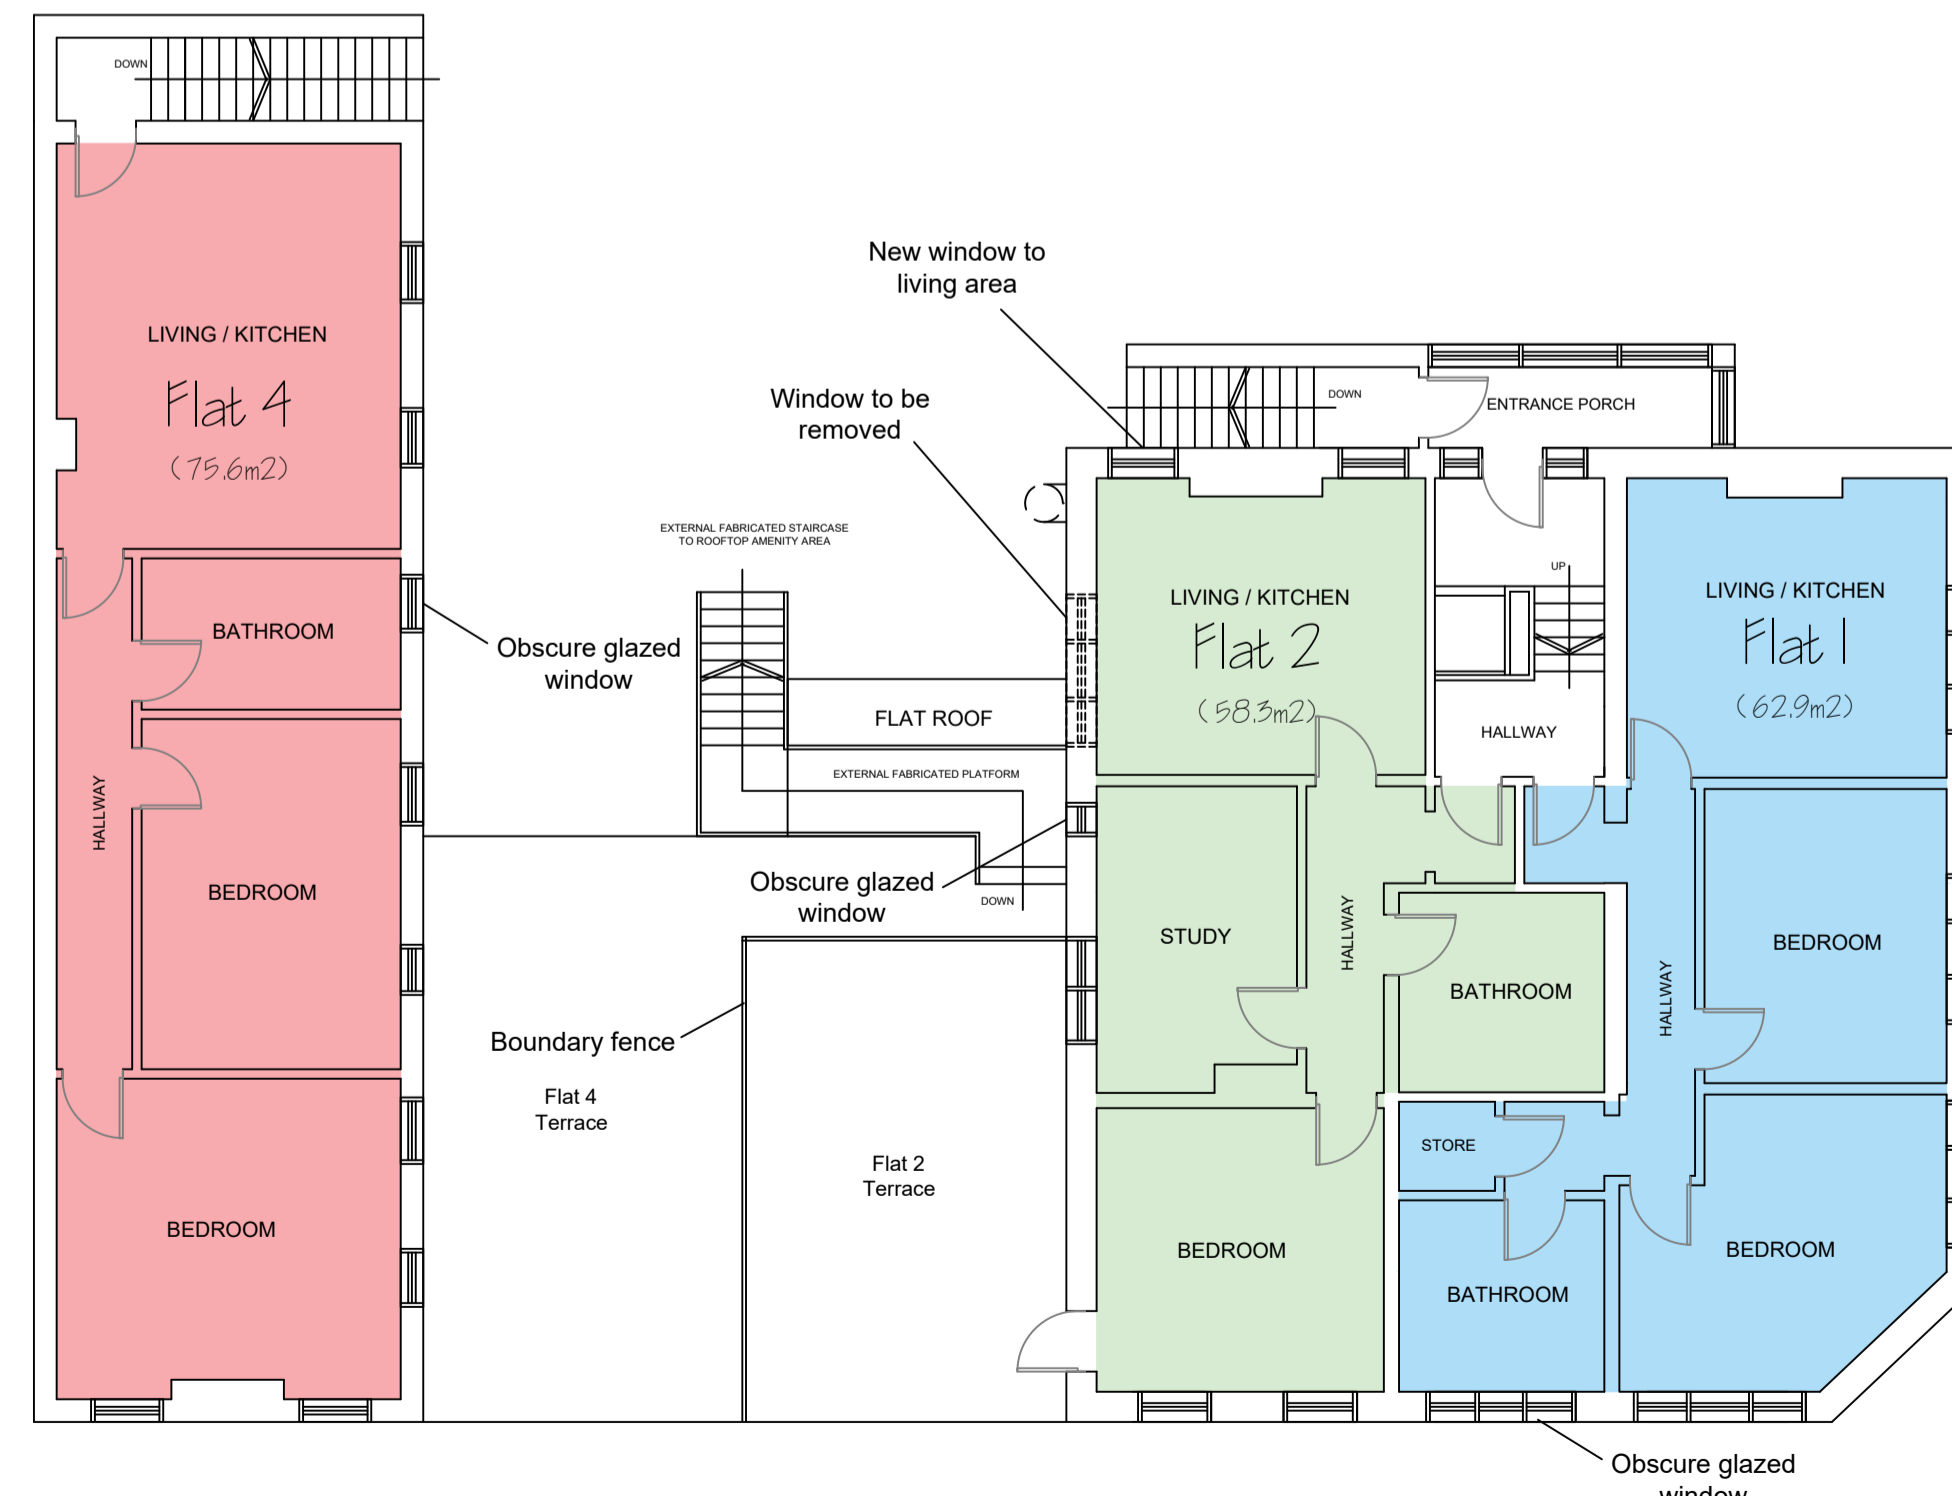 DOWN
LIVING / KITCHEN
Flat 4
(75.6m2)
BATHROOM
HALLWAY
BEDROOM
BEDROOM
Obscure glazed
window
New window to
living area
Window to be
removed
EXTERNAL FABRICATED STAIRCASE
TO ROOFTOP AMENITY AREA
FLAT ROOF
EXTERNAL FABRICATED PLATFORM
Obscure glazed
window
DOWN
Boundary fence
Flat 4
Terrace
Flat 2
Terrace
DOWN
ENTRANCE PORCH
LIVING / KITCHEN
Flat 2
(58.3m2)
UP
HALLWAY
STUDY
HALLWAY
BATHROOM
BEDROOM
LIVING / KITCHEN
Flat 1
(62.9m2)
HALLWAY
BEDROOM
STORE
BATHROOM
BEDROOM
Obscure glazed
window